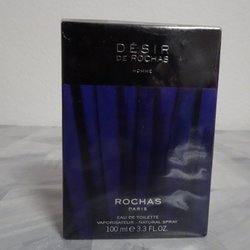 DÉSIR
DE ROCHAS
HOMME
ROCHAS
PARIS
EAU DE TOILETTE
VAPORISATEUR - NATURAL SPRAY
100 ml e 3.3 FL.OZ.